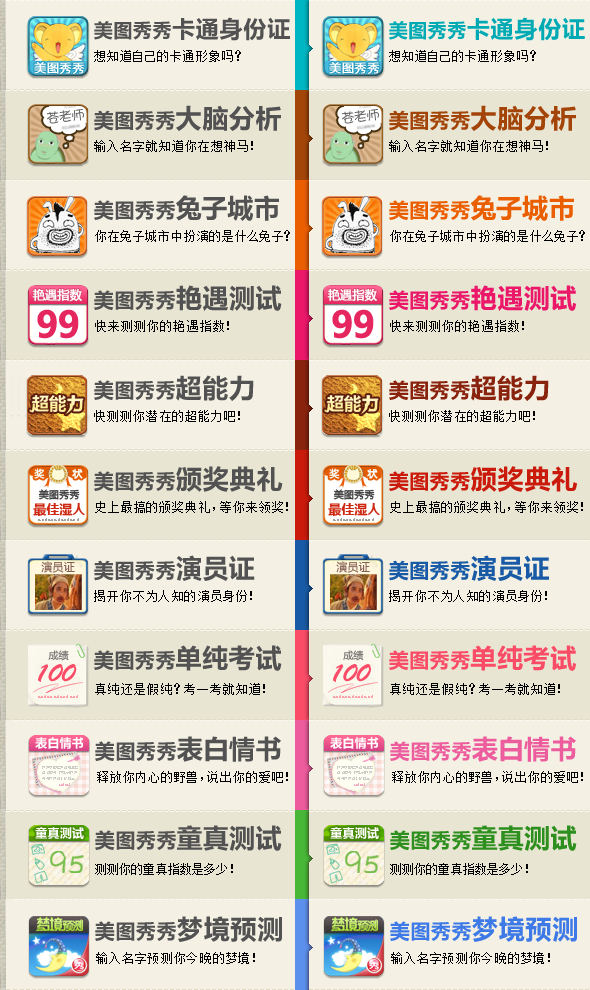 美图秀秀卡通身份证
想知道自己的卡通形象吗?
美图秀秀
美图秀秀卡通身份证
想知道自己的卡通形象吗?
美图秀秀
苍老师
美图秀秀大脑分析
输入名字就知道你在想神马!
苍老师
美图秀秀大脑分析
输入名字就知道你在想神马!
美图秀秀兔子城市
你在兔子城市中扮演的是什么兔子?
美图秀秀兔子城市
你在兔子城市中扮演的是什么兔子?
艳遇指数
99
美图秀秀艳遇测试
快来测测你的艳遇指数!
艳遇指数
99
美图秀秀艳遇测试
快来测测你的艳遇指数!
超能力
美图秀秀超能力
快测测你潜在的超能力吧!
超能力
美图秀秀超能力
快测测你潜在的超能力吧!
奖状
美图秀秀
最佳湿人
美图秀秀颁奖典礼
史上最搞的颁奖典礼,等你来领奖!
奖状
美图秀秀
最佳湿人
美图秀秀颁奖典礼
史上最搞的颁奖典礼,等你来领奖!
演员证
美图秀秀演员证
揭开你不为人知的演员身份!
演员证
美图秀秀演员证
揭开你不为人知的演员身份!
成绩
100
美图秀秀单纯考试
真纯还是假纯?考一考就知道!
成绩
100
美图秀秀单纯考试
真纯还是假纯?考一考就知道!
表白情书
美图秀秀表白情书
释放你内心的野兽,说出你的爱吧!
表白情书
美图秀秀表白情书
释放你内心的野兽,说出你的爱吧!
童真测试
95
美图秀秀童真测试
测测你的童真指数是多少!
童真测试
95
美图秀秀童真测试
测测你的童真指数是多少!
梦境预测
秀
美图秀秀梦境预测
输入名字预测你今晚的梦境!
梦境预测
秀
美图秀秀梦境预测
输入名字预测你今晚的梦境!